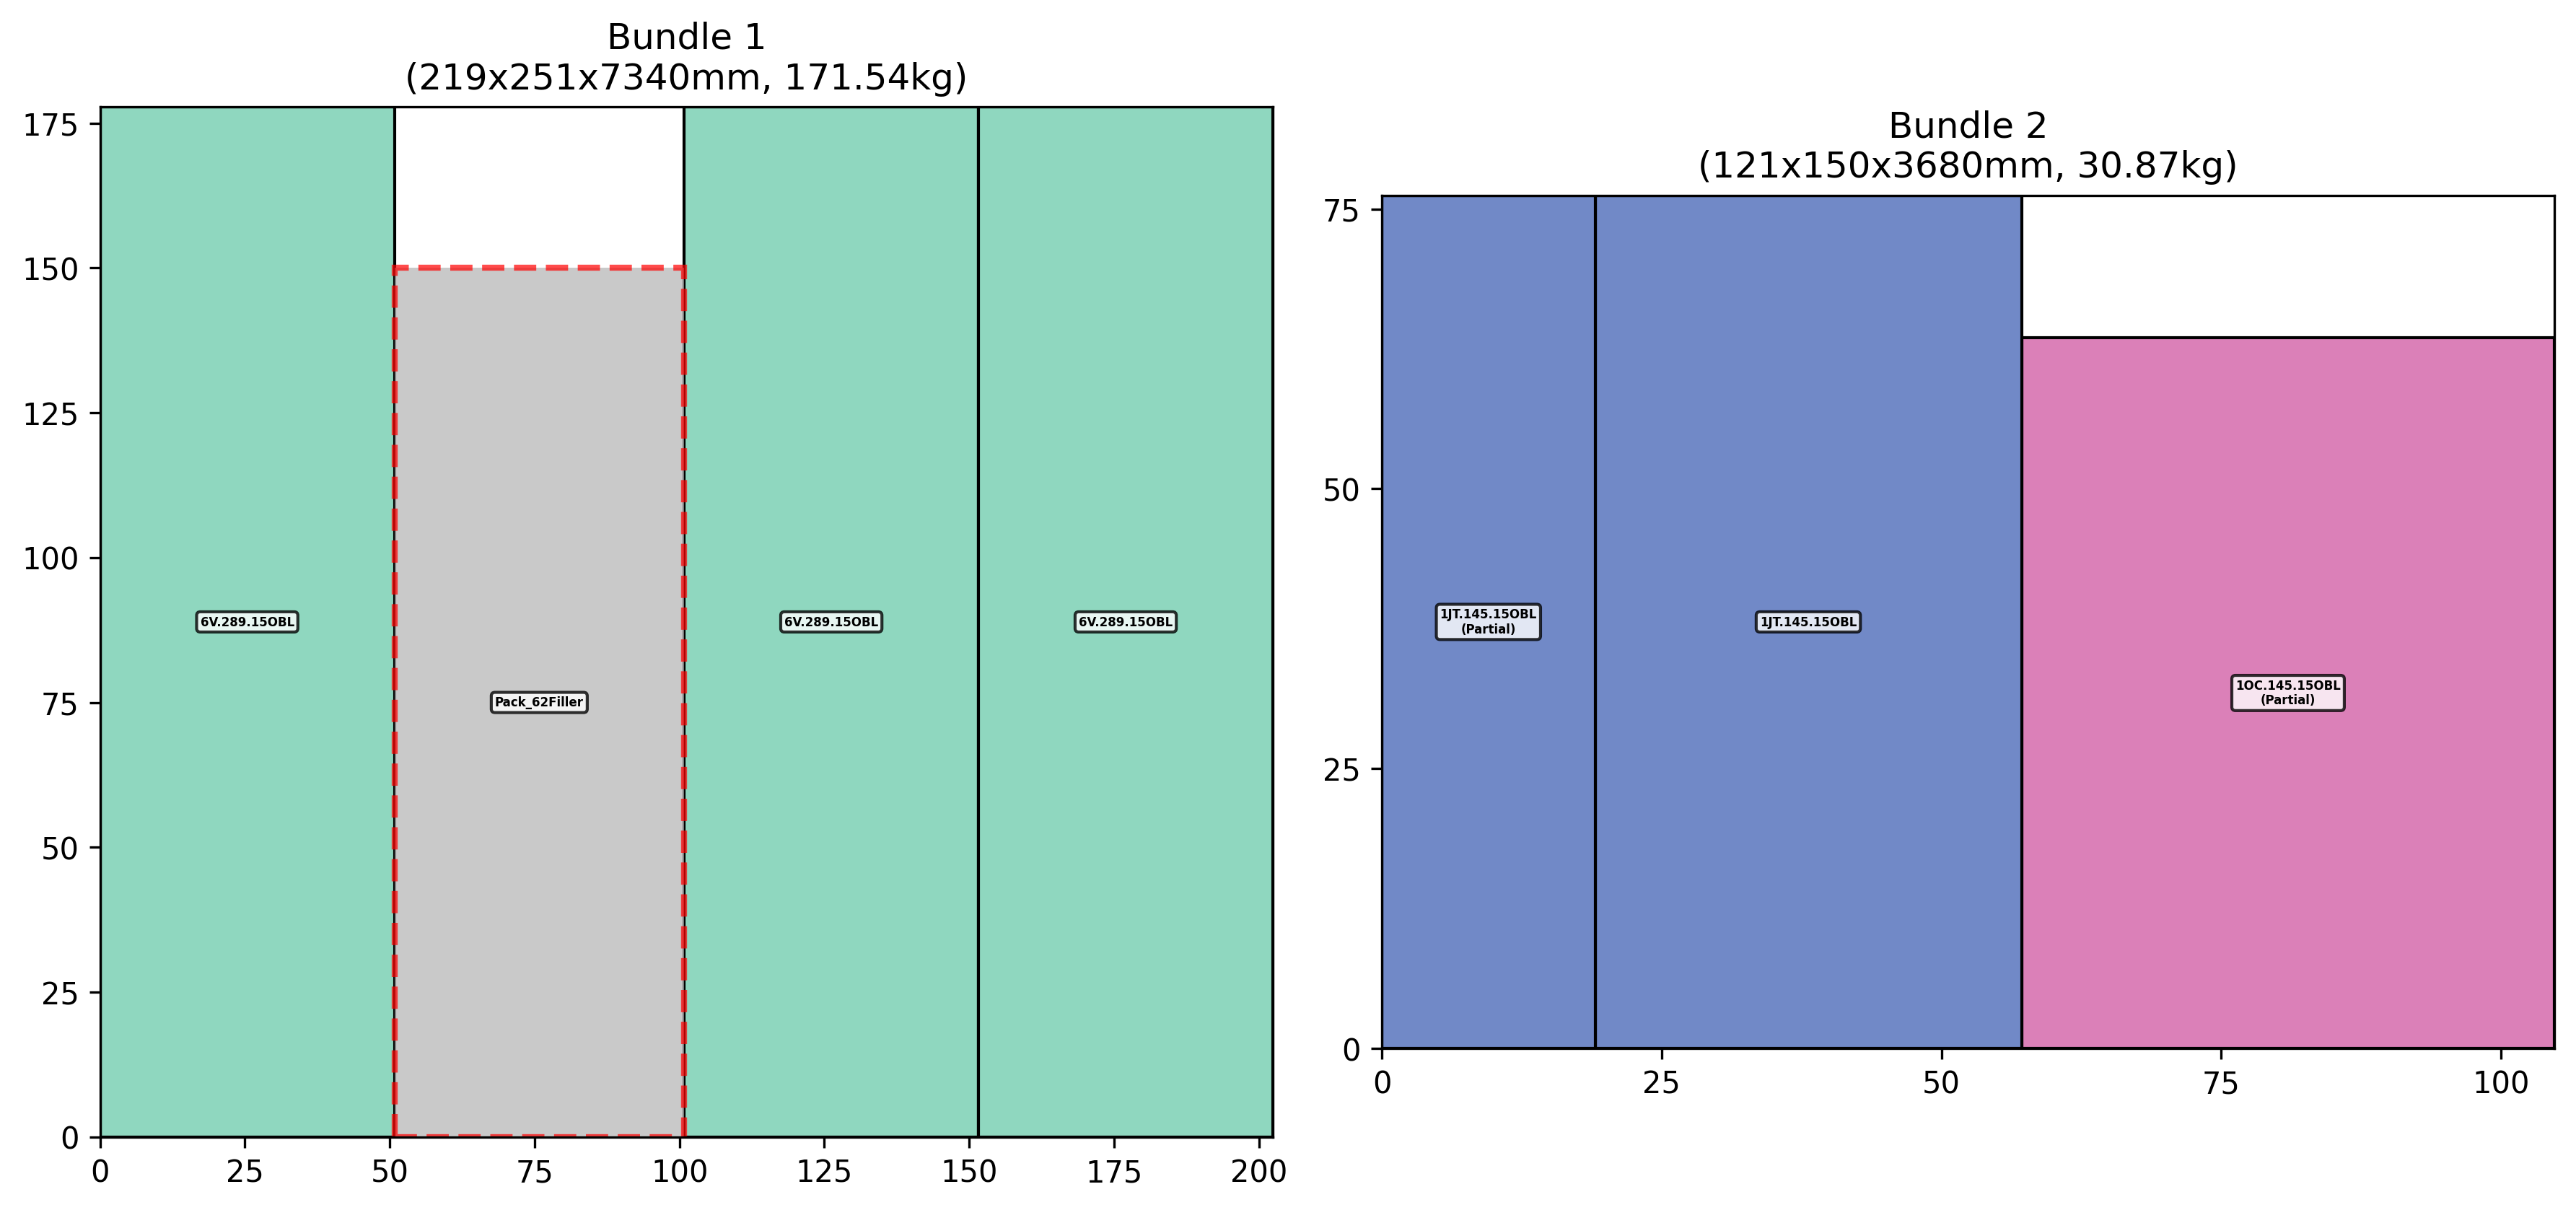 Bundle 1
(219x251x7340mm, 171.54kg)
175
150
125
100
75
50
25
0
6V.289.15OBL
Pack_62Filler
6V.289.15OBL
6V.289.15OBL
0
25
50
75
100
125
150
175
200
Bundle 2
(121x150x3680mm, 30.87kg)
75
50
25
0
1JT.145.15OBL
(Partial)
1JT.145.15OBL
1OC.145.15OBL
(Partial)
0
25
50
75
100